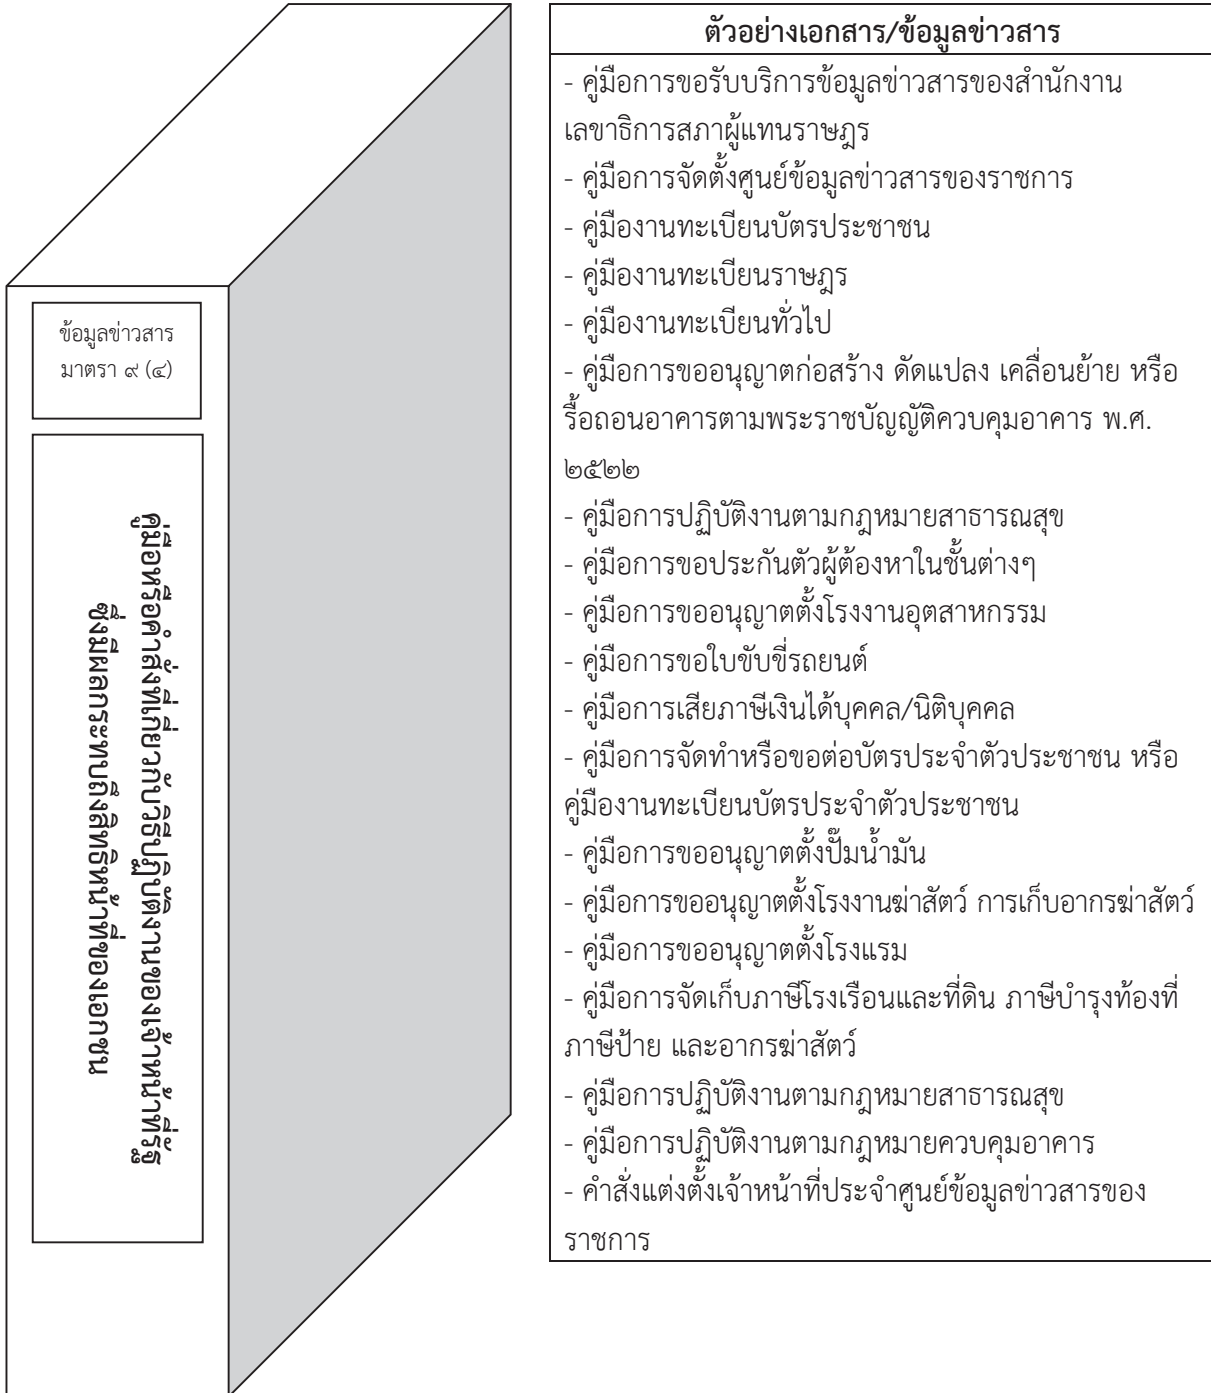 ข้อมูลข่าวสาร
มาตรา ๙ (๔)
คู่มือหรือคำสั่งที่เกี่ยวกับวิธีปฏิบัติงานของเจ้าหน้าที่รัฐ
ซึ่งมีผลกระทบถึงสิทธิหน้าที่ของเอกชน
ตัวอย่างเอกสาร/ข้อมูลข่าวสาร
- คู่มือการขอรับบริการข้อมูลข่าวสารของสำนักงาน
เลขาธิการสภาผู้แทนราษฎร
- คู่มือการจัดตั้งศูนย์ข้อมูลข่าวสารของราชการ
- คู่มืองานทะเบียนบัตรประชาชน
- คู่มืองานทะเบียนราษฎร
- คู่มืองานทะเบียนทั่วไป
- คู่มือการขออนุญาตก่อสร้าง ดัดแปลง เคลื่อนย้าย หรือ
รื้อถอนอาคารตามพระราชบัญญัติควบคุมอาคาร พ.ศ.
๒๕๒๒
- คู่มือการปฏิบัติงานตามกฎหมายสาธารณสุข
- คู่มือการขอประกันตัวผู้ต้องหาในชั้นต่างๆ
- คู่มือการขออนุญาตตั้งโรงงานอุตสาหกรรม
- คู่มือการขอใบขับขี่รถยนต์
- คู่มือการเสียภาษีเงินได้บุคคล/นิติบุคคล
- คู่มือการจัดทำหรือขอต่อบัตรประจำตัวประชาชน หรือ
คู่มืองานทะเบียนบัตรประจำตัวประชาชน
- คู่มือการขออนุญาตตั้งปั๊มน้ำมัน
- คู่มือการขออนุญาตตั้งโรงงานฆ่าสัตว์ การเก็บอากรฆ่าสัตว์
- คู่มือการขออนุญาตตั้งโรงแรม
- คู่มือการจัดเก็บภาษีโรงเรือนและที่ดิน ภาษีบำรุงท้องที่
ภาษีป้าย และอากรฆ่าสัตว์
- คู่มือการปฏิบัติงานตามกฎหมายสาธารณสุข
- คู่มือการปฏิบัติงานตามกฎหมายควบคุมอาคาร
- คำสั่งแต่งตั้งเจ้าหน้าที่ประจำศูนย์ข้อมูลข่าวสารของ
ราชการ